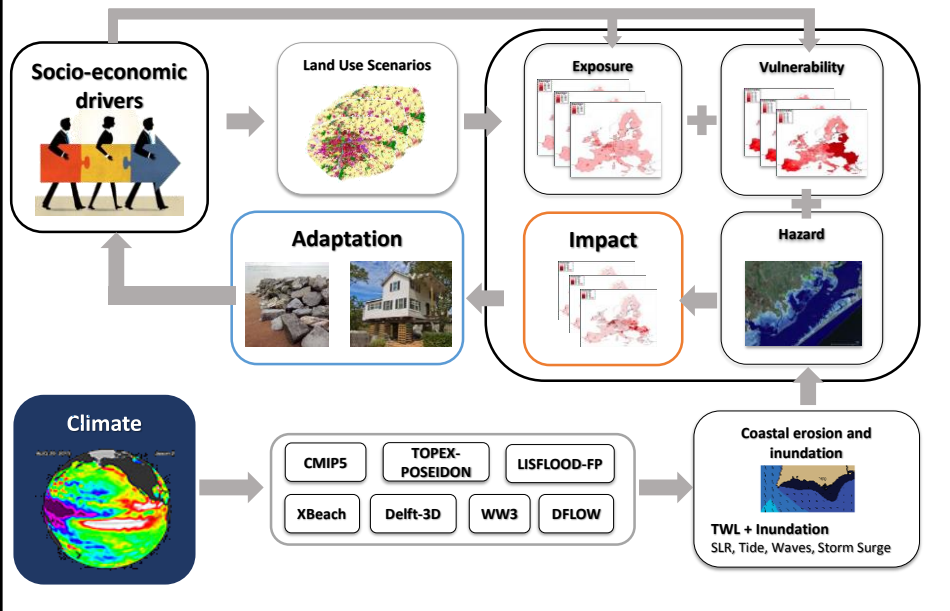 Socio-economic
drivers
Land Use Scenarios
Exposure
Vulnerability
Adaptation
Impact
Hazard
Climate
CMIP5
TOPEX-
POSEIDON
LISFLOOD-FP
XBeach
Delft-3D
WW3
DFLOW
Coastal erosion and
inundation
TWL + Inundation
SLR, Tide, Waves, Storm Surge